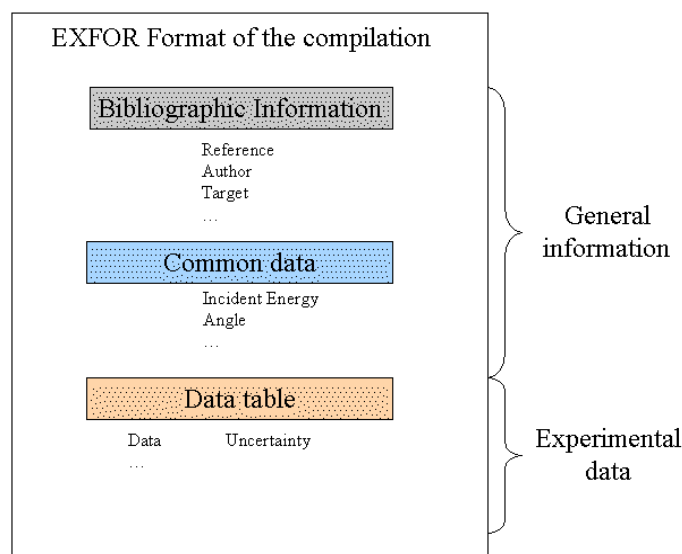 EXFOR Format of the compilation
Bibliographic Information
Reference
Author
Target
...
Common data
Incident Energy
Angle
...
General
information
Data table
Data Uncertainty
...
Experimental
data